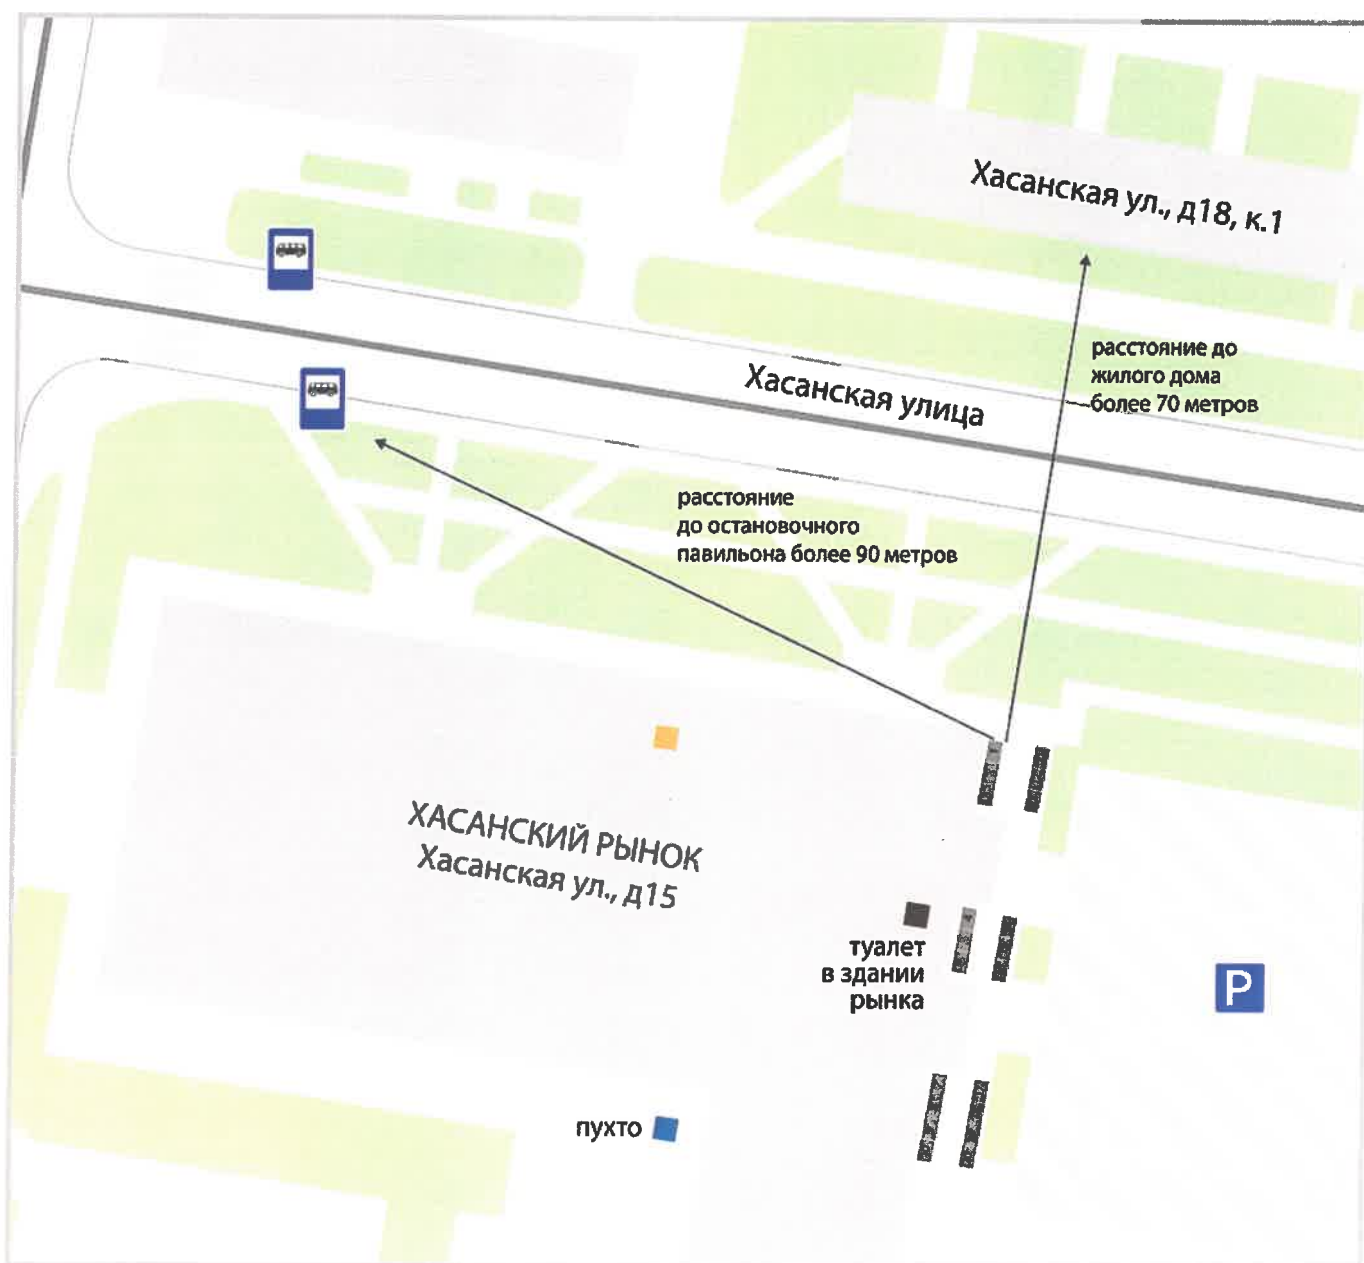 Хасанская ул., д18, к.1
расстояние до
жилого дома
более 70 метров
Хасанская улица
расстояние
до остановочного
павильона более 90 метров
ХАСАНСКИЙ РЫНОК
Хасанская ул., д15
туалет
в здании
рынка
P
пухто